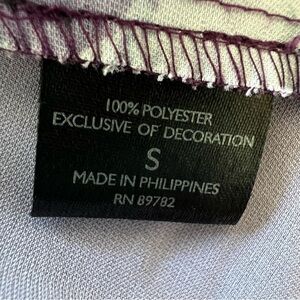 100% POLYESTER
EXCLUSIVE OF DECORATION
S
MADE IN PHILIPPINES
RN 89782